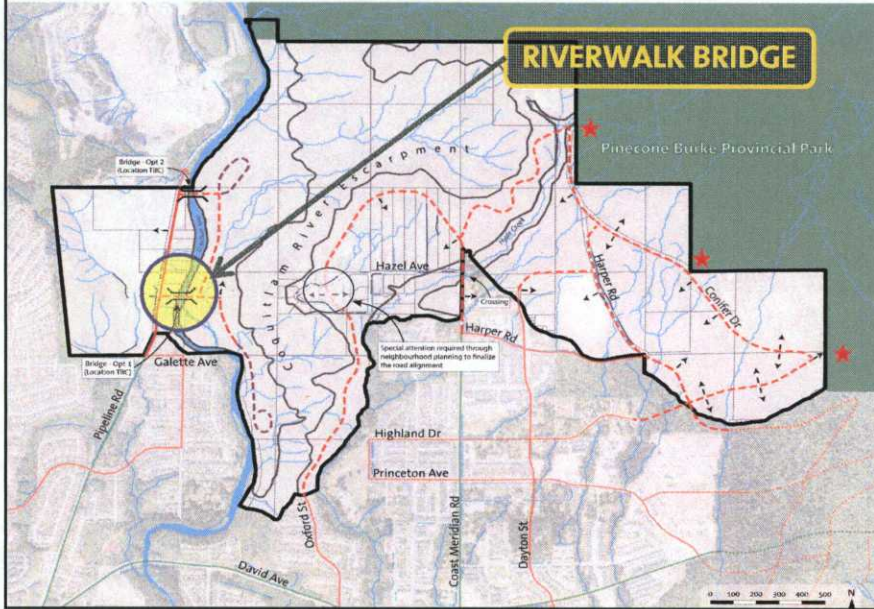 RIVERWALK BRIDGE
Pinecone Burke Provincial Park
Bridge - Opt 2
(Location TBC)
Coquitlam River Escarpment
Hyde Creek
Hazel Ave
Crossing
Harper Rd
Harper Rd
Conifer Dr
Special attention required through
neighbourhood planning to finalize
the road alignment
Bridge - Opt 1
(Location TBC)
Galette Ave
Pipeline Rd
Highland Dr
Princeton Ave
Oxford St
Coast Meridian Rd
Dayton St
David Ave
0 100 200 300 400 500
N